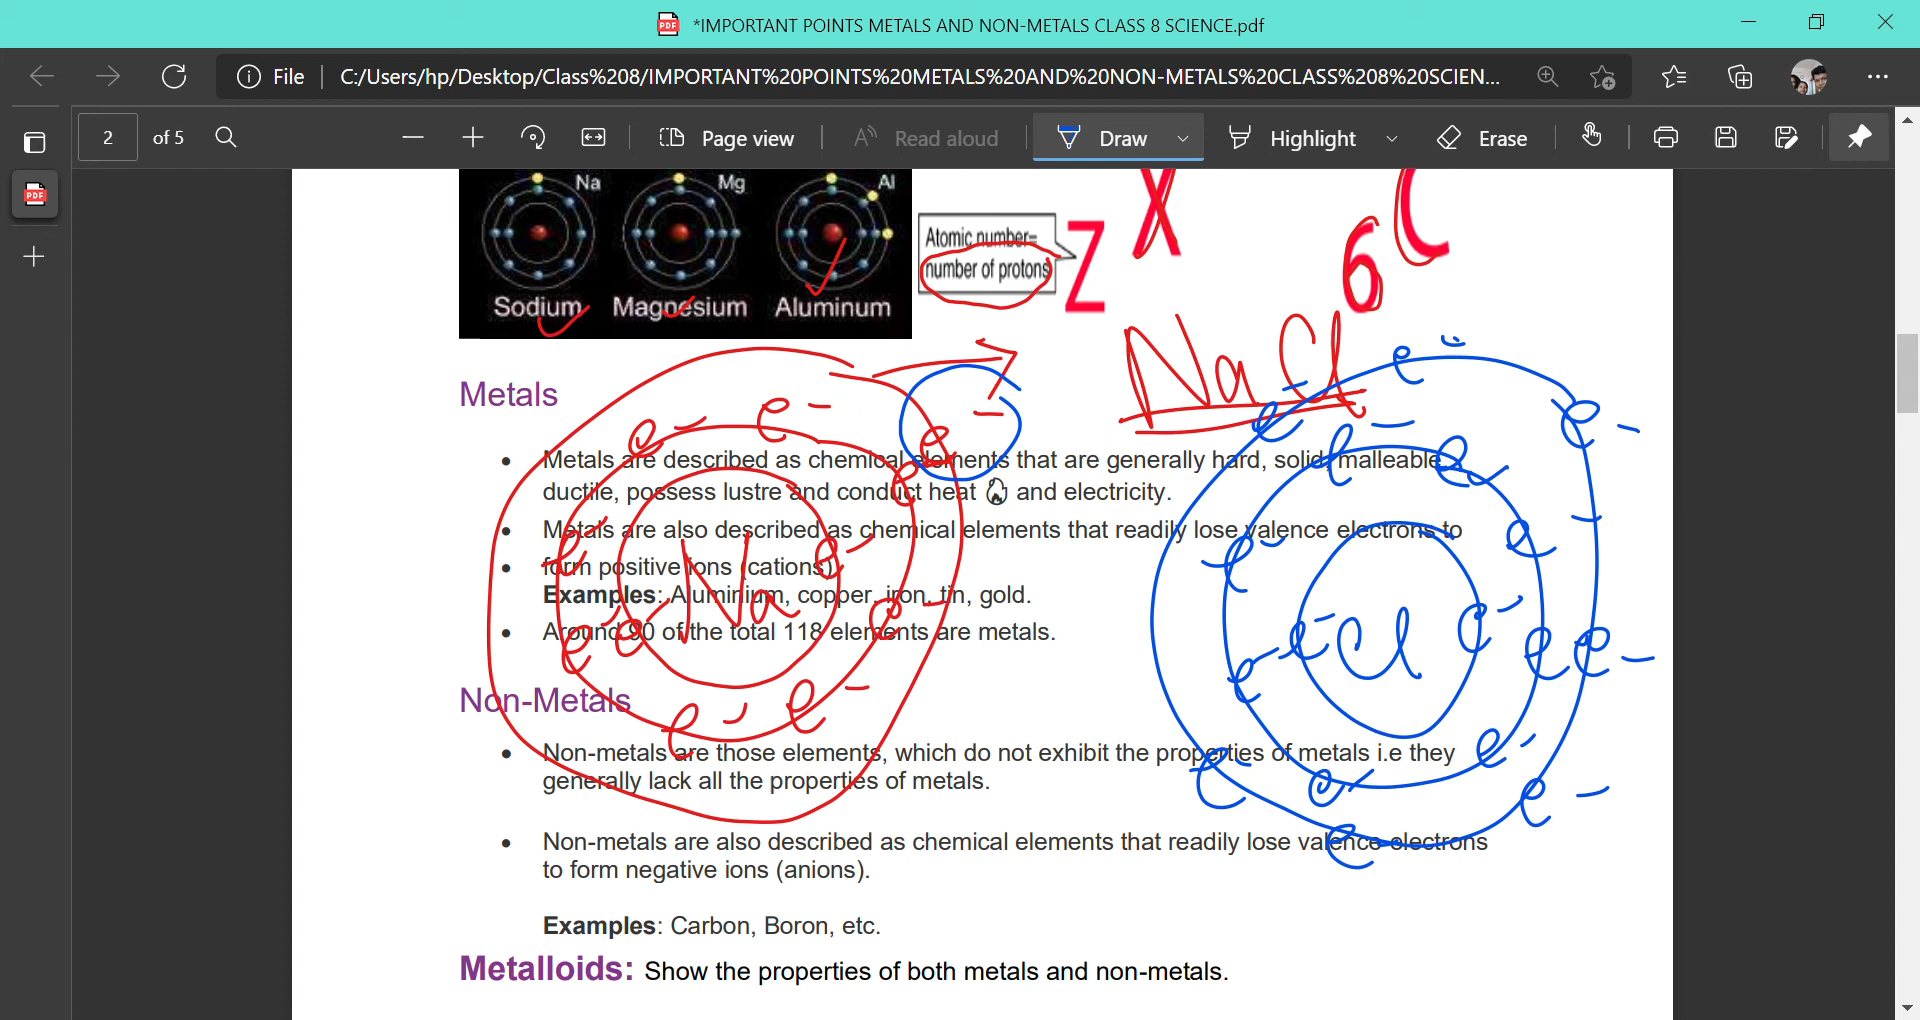 *IMPORTANT POINTS METALS AND NON-METALS CLASS 8 SCIENCE.pdf
File C:/Users/hp/Desktop/Class%208/IMPORTANT%20POINTS%20METALS%20AND%20NON-METALS%20CLASS%208%20SCIEN...
2 of 5 Page view Read aloud Draw Highlight Erase
Na Mg Al
Sodium Magnesium Aluminum
Atomic number=
number of protons
Z X
6 C
NaCl
Metals
• Metals are described as chemical elements that are generally hard, solid, malleable
ductile, possess lustre and conduct heat and electricity.
• Metals are also described as chemical elements that readily lose valence electrons to
• form positive ions (cations)
Examples: Aluminium, copper, iron, tin, gold.
• Around 90 of the total 118 elements are metals.
Na
e- e- e- e e- e- e- e- e- e- e-
Cl
e- e- e- e- e- e- e- e- e- e- e- e- e- e- e- e e
Non-Metals
• Non-metals are those elements, which do not exhibit the properties of metals i.e they
generally lack all the properties of metals.
• Non-metals are also described as chemical elements that readily lose valence electrons
to form negative ions (anions).
Examples: Carbon, Boron, etc.
Metalloids: Show the properties of both metals and non-metals.